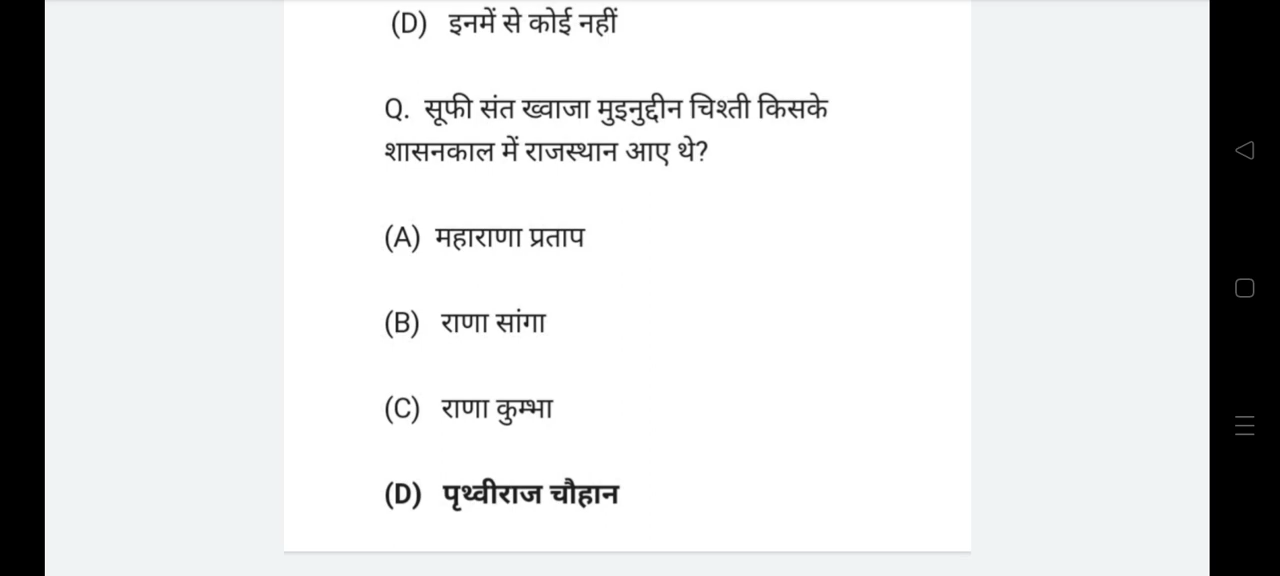 (D) इनमें से कोई नहीं
Q. सूफी संत ख्वाजा मुइनुद्दीन चिश्ती किसके
शासनकाल में राजस्थान आए थे?
(A) महाराणा प्रताप
(B) राणा सांगा
(C) राणा कुम्भा
(D) पृथ्वीराज चौहान